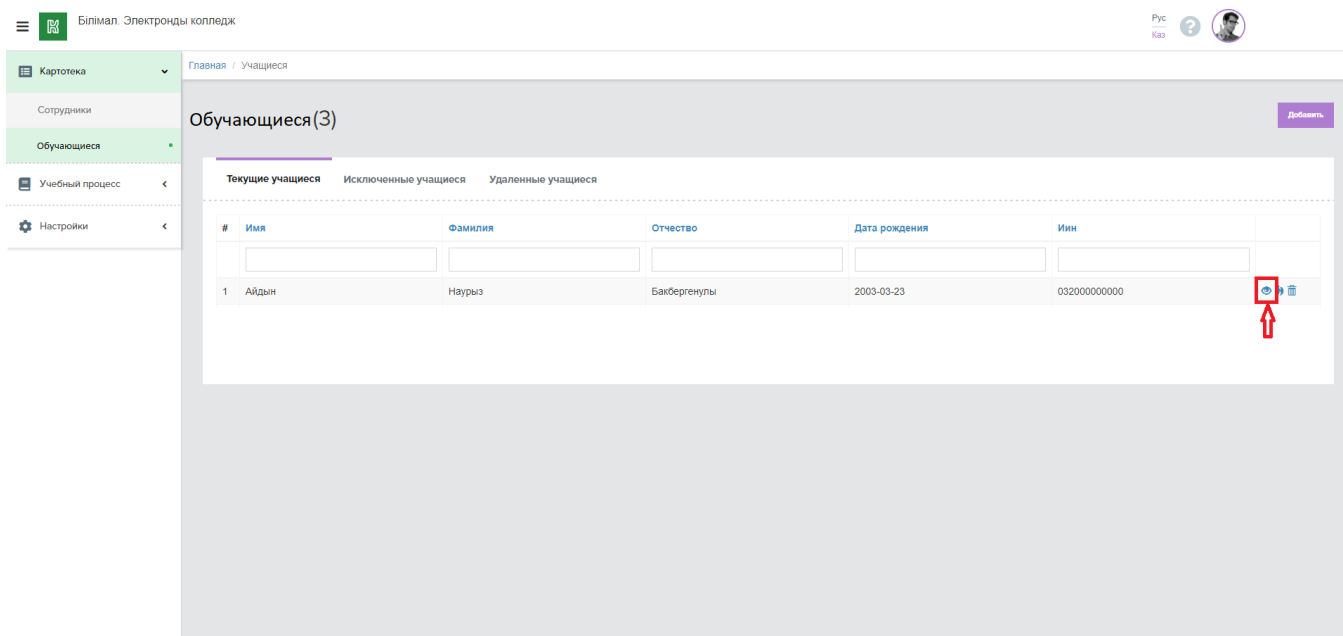 Білімал. Электронды колледж
Рус
Каз
Картотека
Сотрудники
Обучающиеся
Учебный процесс
Настройки
Главная / Учащиеся
Обучающиеся(3)
Добавить
Текущие учащиеся Исключенные учащиеся Удаленные учащиеся
# Имя Фамилия Отчество Дата рождения Иин
1 Айдын Наурыз Бакбергенулы 2003-03-23 032000000000